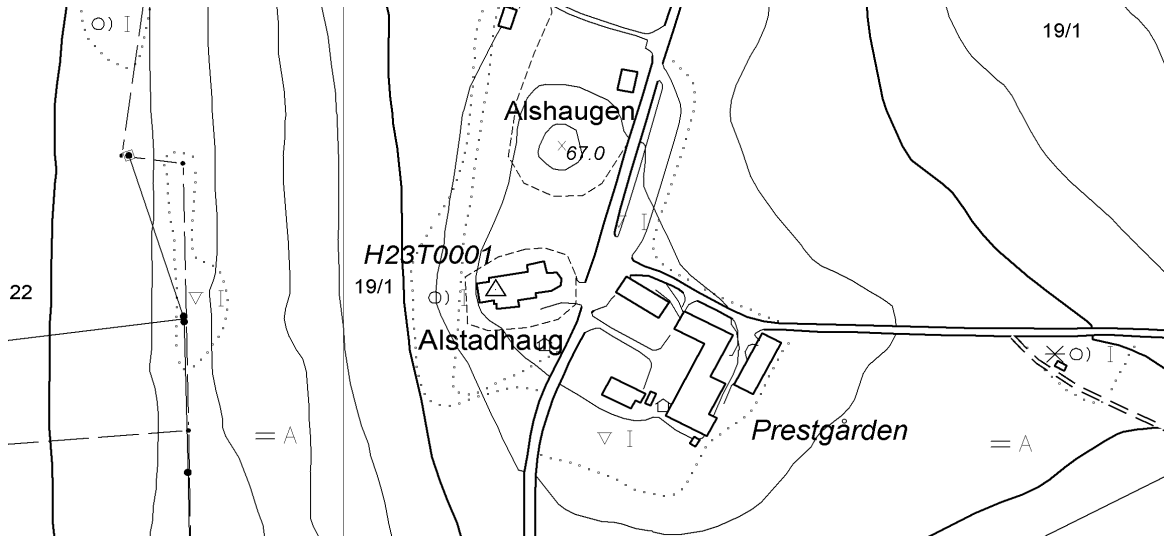 I
19/1
Alshaugen
67.0
I
H23T0001
22
19/1
I
I
Alstadhaug
I
Prestgården
A
I
A